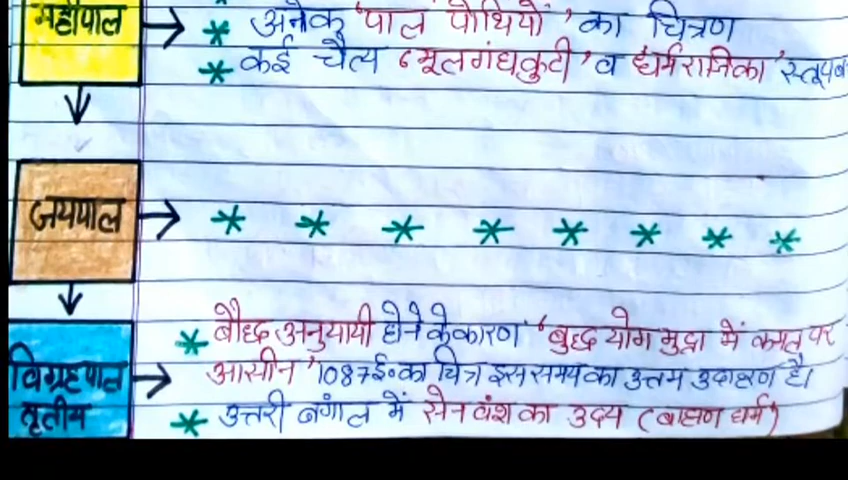 महीपाल → * अनेक 'पाल पोथियों' का चित्रण
* कई चैत्य 'मूलगंधकुटी' व 'धर्मराजिका' स्तूप
जयपाल → * * * * * * * *
* बौद्ध अनुयायी होने के कारण 'बुद्ध योग मुद्रा में कमल पर
विग्रहपाल → आसीन' 1087ई॰ का चित्र इस समय का उत्तम उदाहरण है।
तृतीय * उत्तरी बंगाल में सेन वंश का उदय (ब्राह्मण धर्म)